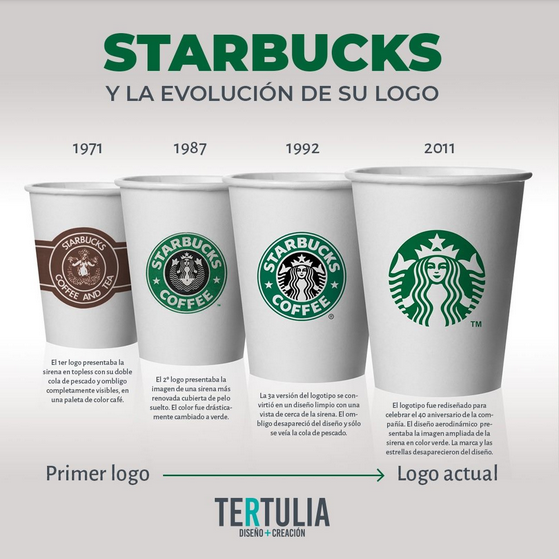 STARBUCKS
Y LA EVOLUCIÓN DE SU LOGO
1971
1987
1992
2011
STARBUCKS
COFFEE AND TEA
STARBUCKS
COFFEE
TM
STARBUCKS
COFFEE
®
TM
El 1er logo presentaba la
sirena en topless con su doble
cola de pescado y ombligo
completamente visibles, en
una paleta de color café.
El 2° logo presentaba la
imagen de una sirena más
renovada cubierta de pelo
suelto. El color fue drástica-
mente cambiado a verde.
La 3a versión del logotipo se con-
virtió en un diseño limpio con una
vista de cerca de la sirena. El om-
bligo desapareció del diseño y sólo
se veía la cola de pescado.
El logotipo fue rediseñado para
celebrar el 40 aniversario de la com-
pañía. El diseño aerodinámico pre-
sentaba la imagen ampliada de la
sirena en color verde. La marca y las
estrellas desaparecieron del diseño.
Primer logo
Logo actual
TERTULIA
DISEÑO+CREACIÓN